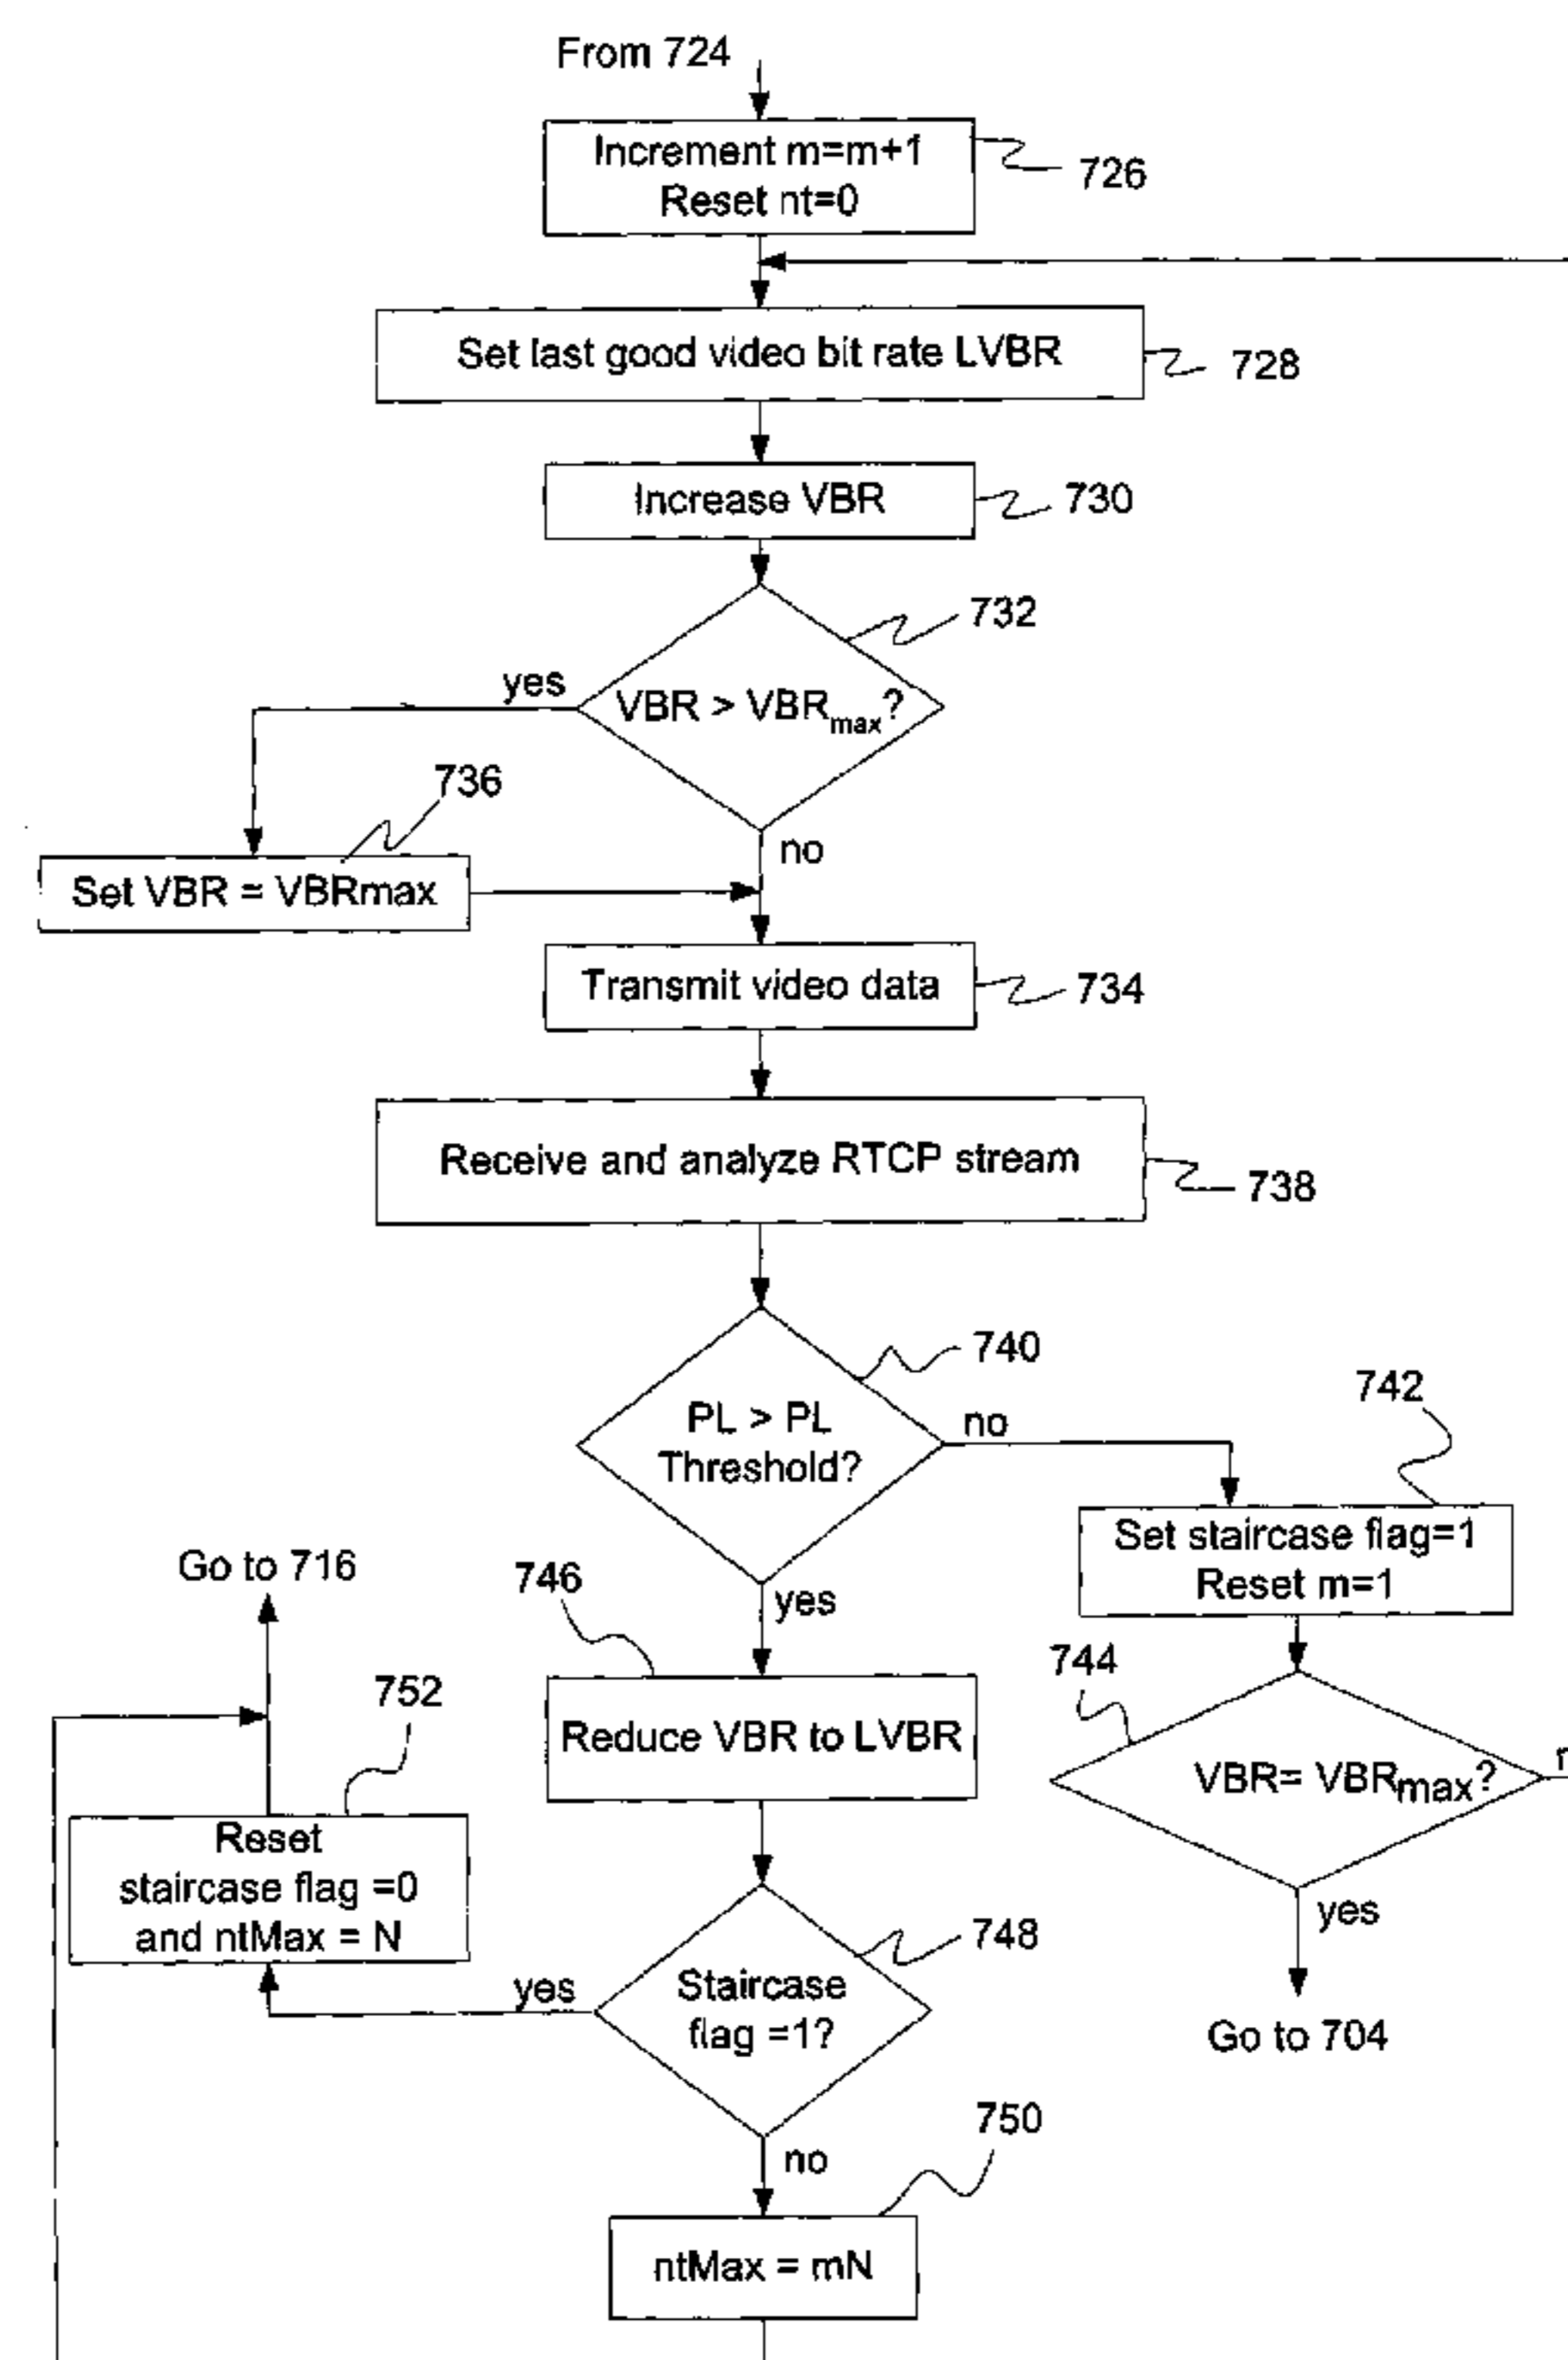 From 724
Increment m=m+1
Reset nt=0
726
Set last good video bit rate LVBR
728
Increase VBR
730
732
VBR > VBRmax?
yes
no
736
Set VBR = VBRmax
Transmit video data
734
Receive and analyze RTCP stream
738
740
PL > PL
Threshold?
no
yes
742
Set staircase flag=1
Reset m=1
744
VBR= VBRmax?
yes
Go to 704
746
Reduce VBR to LVBR
Go to 716
752
Reset
staircase flag =0
and ntMax = N
748
Staircase
flag =1?
yes
no
750
ntMax = mN